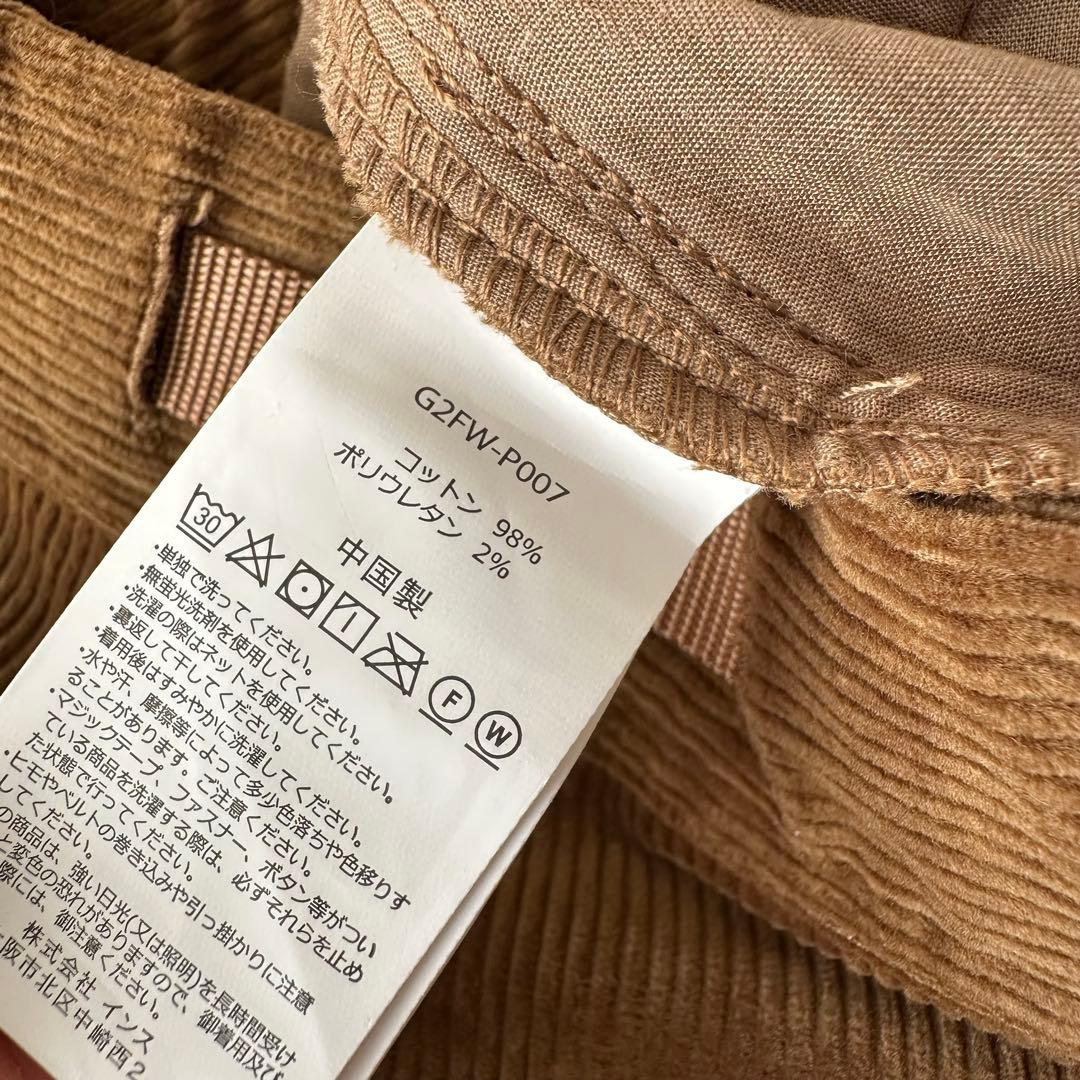 G2FW-P007
コットン 98%
ポリウレタン 2%
中国製
30
F W
・単独で洗ってください。
・無蛍光洗剤を使用してください。
・洗濯の際はネットを使用してください。
・裏返して干してください。
・着用後はすみやかに洗濯してください。
・水や汗、摩擦等によって多少色落ちや色移りす
ることがあります。ご注意ください。
・マジックテープ、ファスナー、ボタン等がつい
ている商品を洗濯する際は、必ずそれらを止め
た状態で行ってください。
・ヒモやベルトの巻き込みや引っ掛かりに注意
してください。
の商品は、強い日光(又は照明)を長時間受け
と変色の恐れがありますので、御着用及び
際には、御注意ください。
株式会社 インス
阪市北区中崎西2